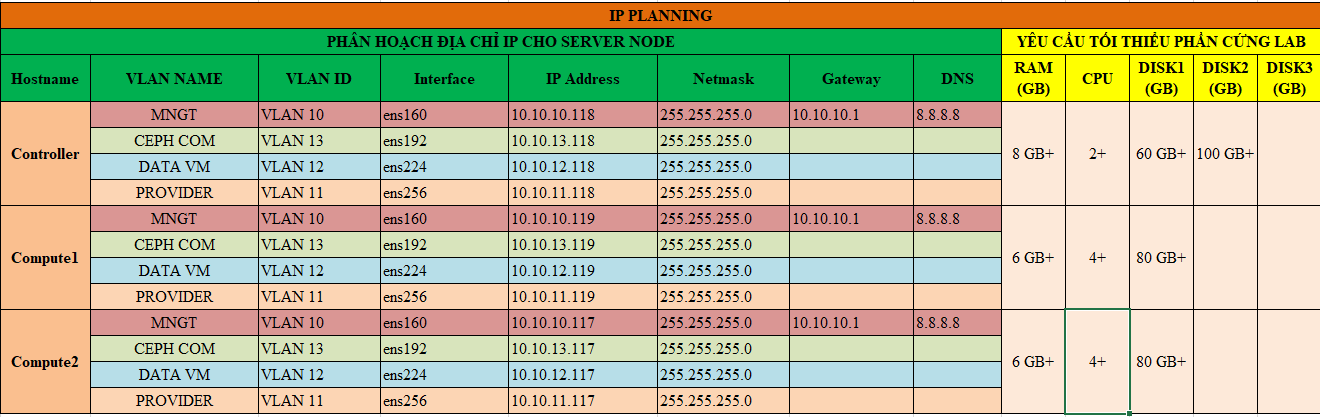 IP PLANNING
PHÂN HOẠCH ĐỊA CHỈ IP CHO SERVER NODE YÊU CẦU TỐI THIỂU PHẦN CỨNG LAB
Hostname VLAN NAME VLAN ID Interface IP Address Netmask Gateway DNS RAM (GB) CPU DISK1 (GB) DISK2 (GB) DISK3 (GB)
Controller MNGT VLAN 10 ens160 10.10.10.118 255.255.255.0 10.10.10.1 8.8.8.8 8 GB+ 2+ 60 GB+ 100 GB+
CEPH COM VLAN 13 ens192 10.10.13.118 255.255.255.0
DATA VM VLAN 12 ens224 10.10.12.118 255.255.255.0
PROVIDER VLAN 11 ens256 10.10.11.118 255.255.255.0
Compute1 MNGT VLAN 10 ens160 10.10.10.119 255.255.255.0 10.10.10.1 8.8.8.8 6 GB+ 4+ 80 GB+
CEPH COM VLAN 13 ens192 10.10.13.119 255.255.255.0
DATA VM VLAN 12 ens224 10.10.12.119 255.255.255.0
PROVIDER VLAN 11 ens256 10.10.11.119 255.255.255.0
Compute2 MNGT VLAN 10 ens160 10.10.10.117 255.255.255.0 10.10.10.1 8.8.8.8 6 GB+ 4+ 80 GB+
CEPH COM VLAN 13 ens192 10.10.13.117 255.255.255.0
DATA VM VLAN 12 ens224 10.10.12.117 255.255.255.0
PROVIDER VLAN 11 ens256 10.10.11.117 255.255.255.0